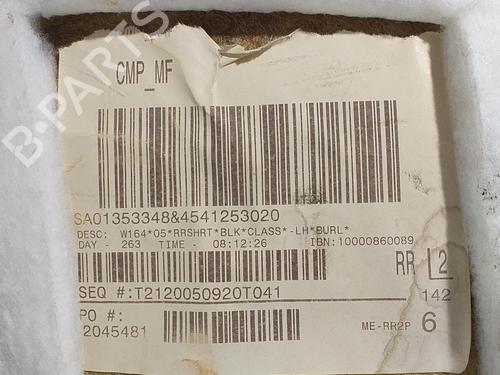 CMP_MF
B-PARTS
SA01353348&4541253020
DESC: W164*05*RRSHRT*BLK*CLASS*-LH*BURL*
DAY - 263 TIME - 08:12:26 IBN:10000860089
RR L2
SEQ #:T2120050920T041
142
PO #:
2045481
ME-RR2P 6